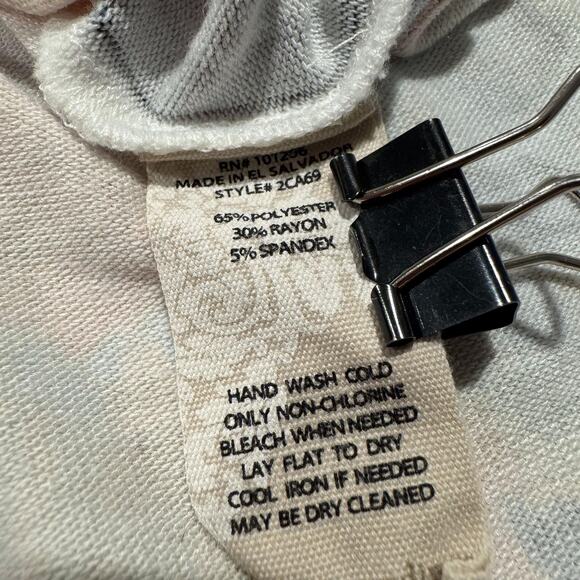 RN# 101296
MADE IN EL SALVADOR
STYLE# 2CA69
65% POLYESTER
30% RAYON
5% SPANDEX
HAND WASH COLD
ONLY NON-CHLORINE
BLEACH WHEN NEEDED
LAY FLAT TO DRY
COOL IRON IF NEEDED
MAY BE DRY CLEANED